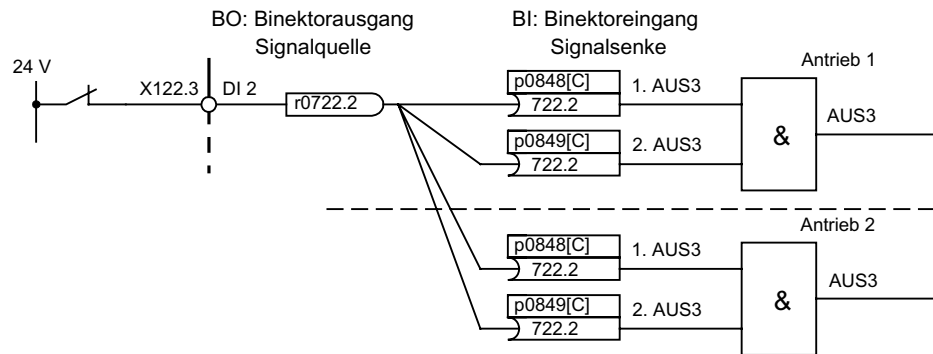 BO: Binektorausgang
Signalquelle
BI: Binektoreingang
Signalsenke
24 V
X122.3
DI 2
r0722.2
Antrieb 1
p0848[C]
722.2
1. AUS3
p0849[C]
722.2
2. AUS3
&
AUS3
Antrieb 2
p0848[C]
722.2
1. AUS3
p0849[C]
722.2
2. AUS3
&
AUS3